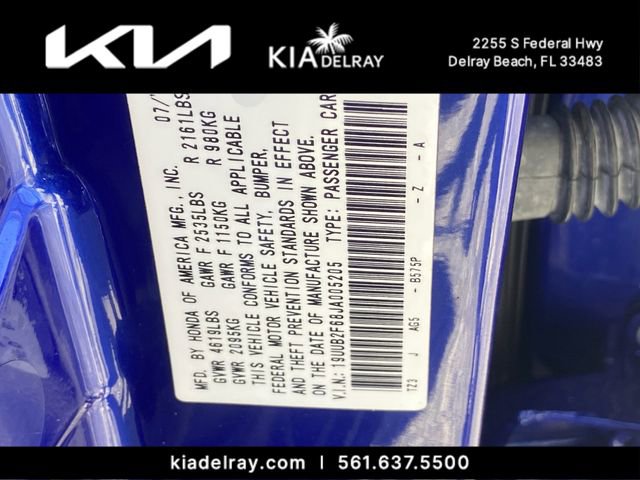 KIA
KIA DELRAY
2255 S Federal Hwy
Delray Beach, FL 33483
MFD. BY HONDA OF AMERICA MFG., INC. 07/
GVWR 4619LBS GAWR F 2535LBS R 2161LBS
GVWR 2095KG GAWR F 1150KG R 980KG
THIS VEHICLE CONFORMS TO ALL APPLICABLE
FEDERAL MOTOR VEHICLE SAFETY, BUMPER,
AND THEFT PREVENTION STANDARDS IN EFFECT
ON THE DATE OF MANUFACTURE SHOWN ABOVE.
V.I.N.: 19UUB2F68JA005205 TYPE: PASSENGER CAR
TZ3 J AG5 - B575P - Z - A
kiadelray.com | 561.637.5500